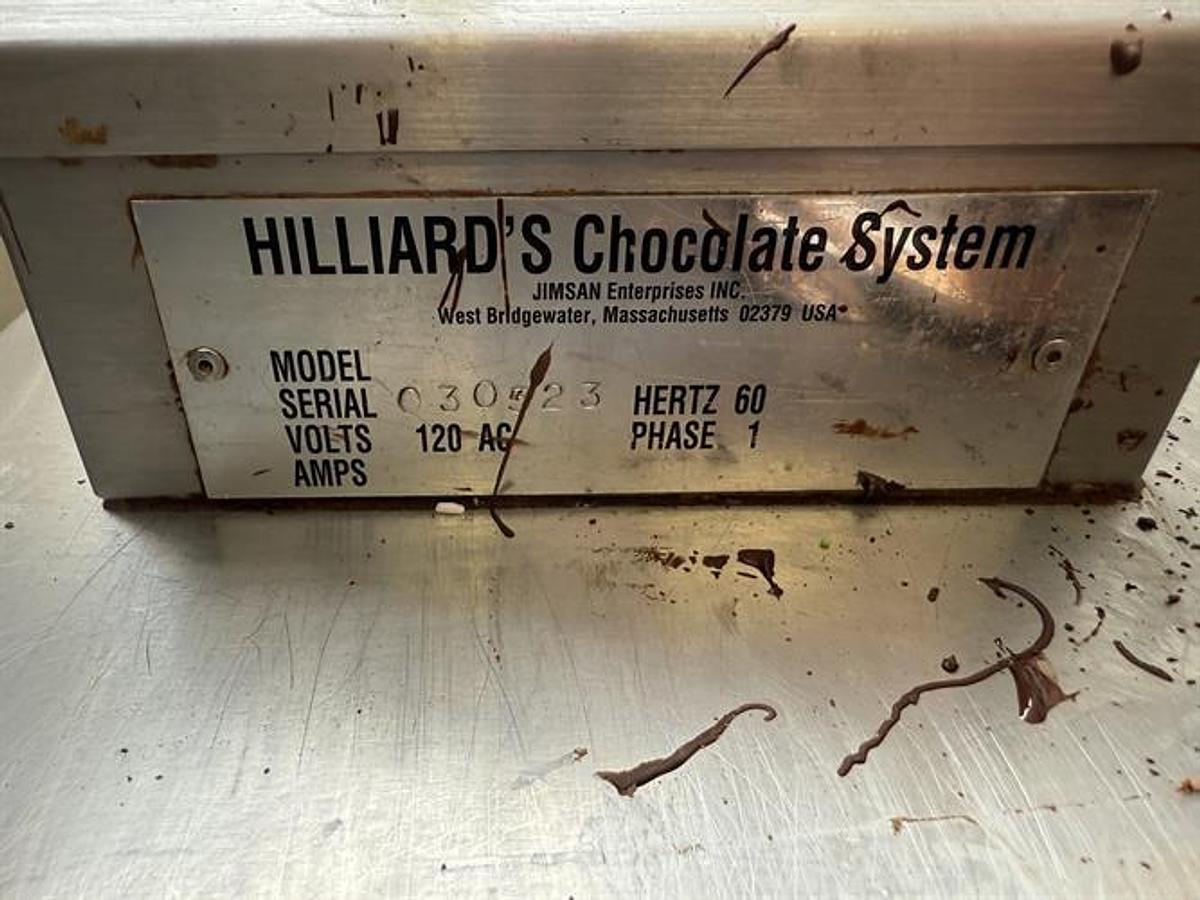 HILLIARD'S Chocolate System
JIMSAN Enterprises INC.
West Bridgewater, Massachusetts 02379 USA
MODEL
SERIAL 030523 HERTZ 60
VOLTS 120 AC PHASE 1
AMPS